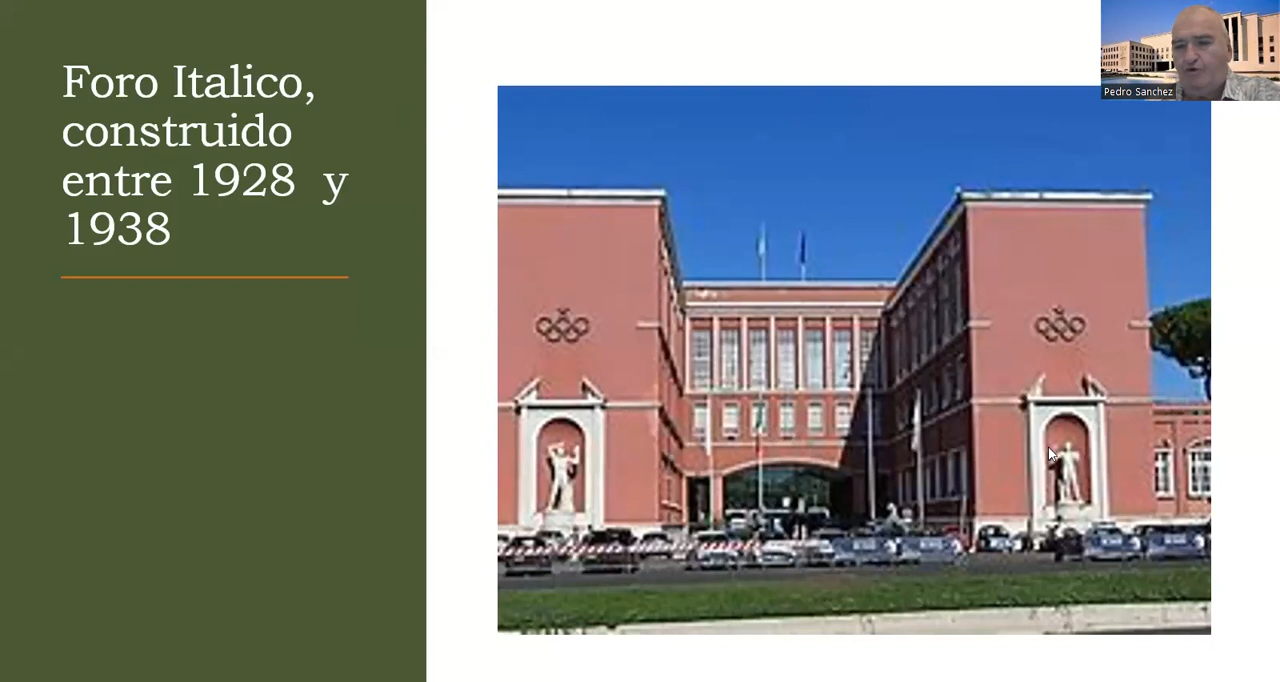 Foro Italico,
construido
entre 1928  y
1938
Pedro Sanchez